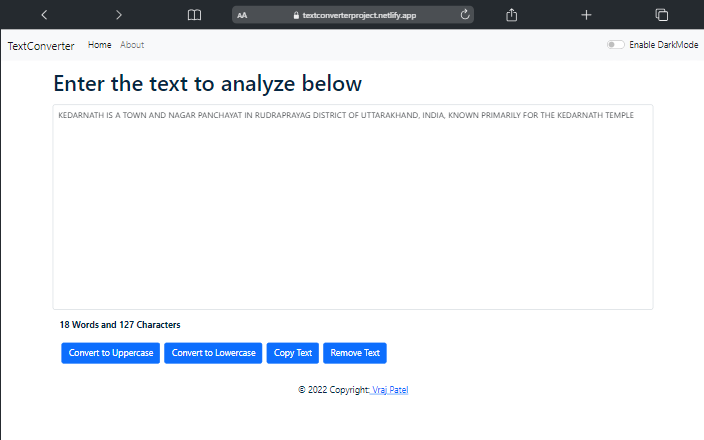 AA textconverterproject.netlify.app
TextConverter Home About Enable DarkMode
Enter the text to analyze below
KEDARNATH IS A TOWN AND NAGAR PANCHAYAT IN RUDRAPRAYAG DISTRICT OF UTTARAKHAND, INDIA, KNOWN PRIMARILY FOR THE KEDARNATH TEMPLE
18 Words and 127 Characters
Convert to Uppercase Convert to Lowercase Copy Text Remove Text
© 2022 Copyright: Vraj Patel